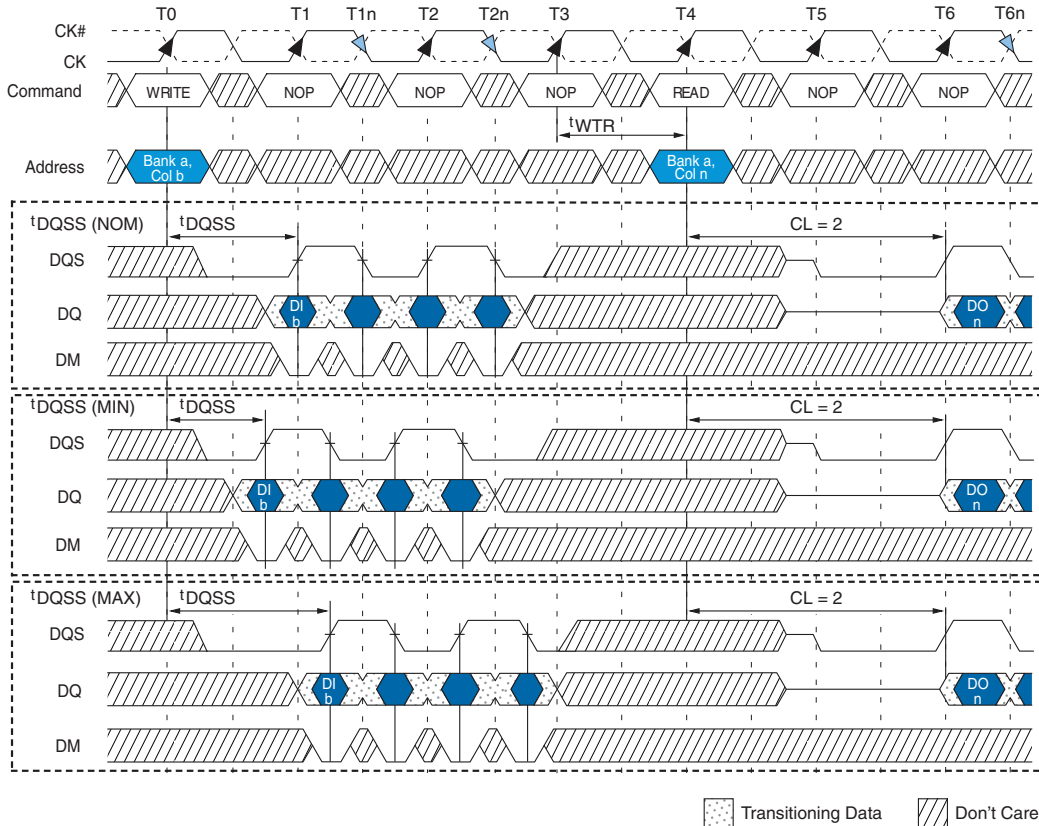 T0 T1 T1n T2 T2n T3 T4 T5 T6 T6n
CK#
CK
Command WRITE NOP NOP NOP READ NOP NOP
tWTR
Address Bank a, Col b Bank a, Col n
tDQSS (NOM) tDQSS CL = 2
DQS
DQ DI b DO n
DM
tDQSS (MIN) tDQSS CL = 2
DQS
DQ DI b DO n
DM
tDQSS (MAX) tDQSS CL = 2
DQS
DQ DI b DO n
DM
Transitioning Data Don't Care